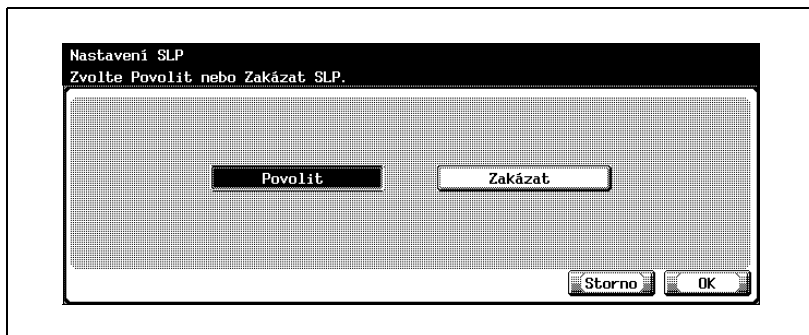 Nastavení SLP
Zvolte Povolit nebo Zakázat SLP.
Povolit
Zakázat
Storno
OK